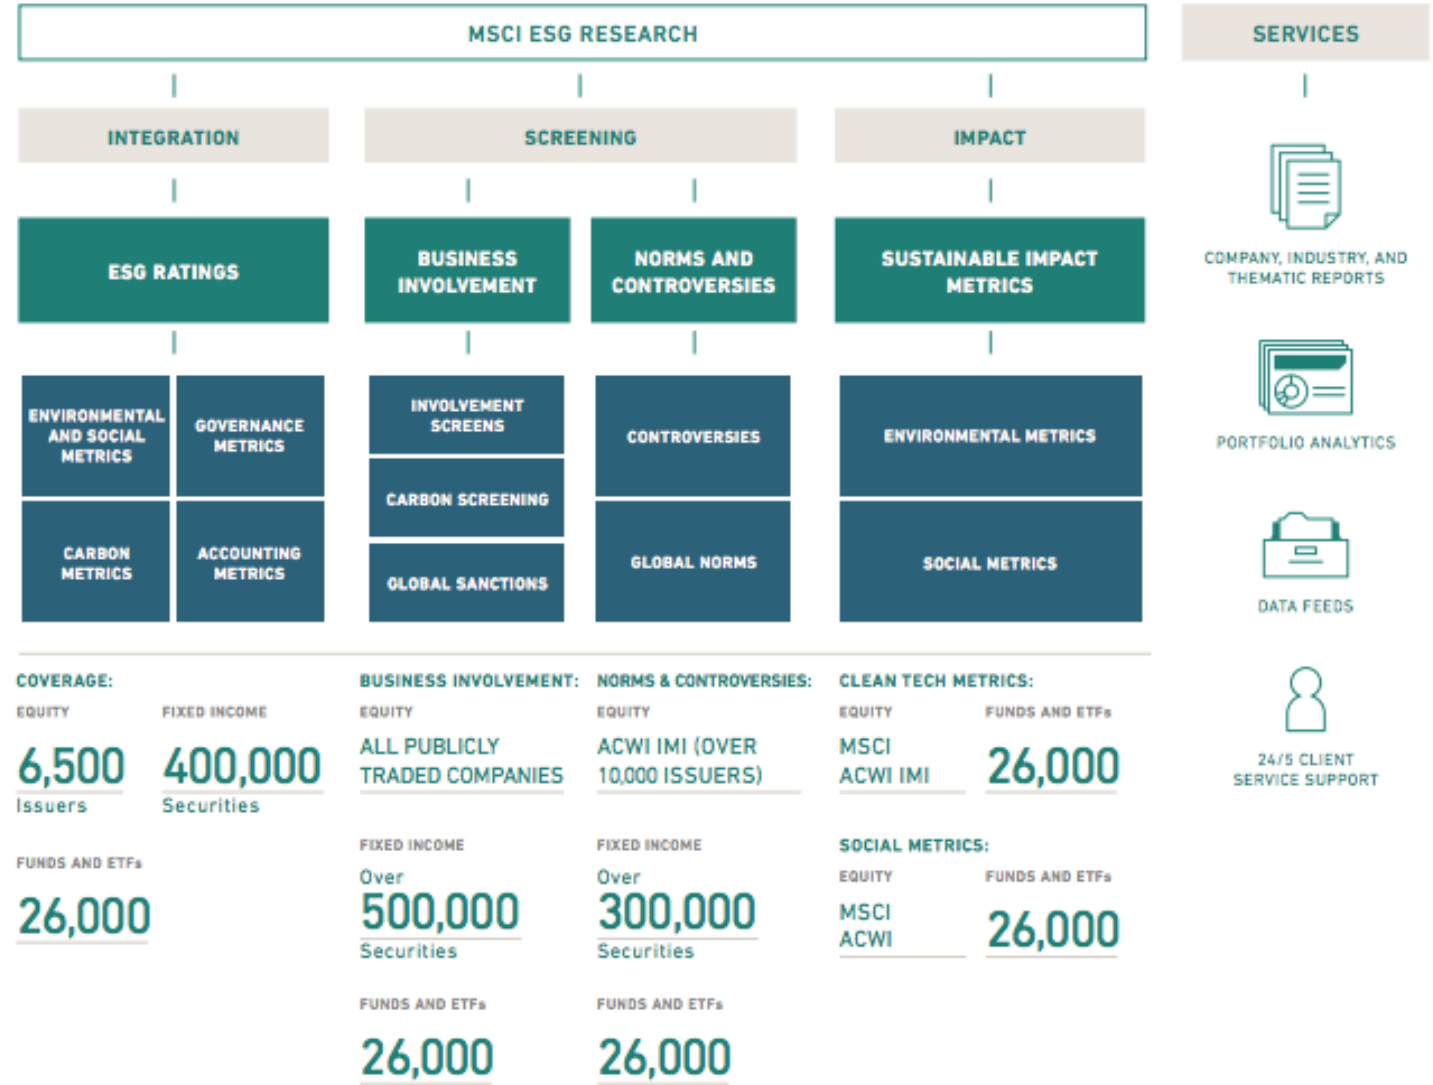 MSCI ESG RESEARCH
SERVICES
INTEGRATION
SCREENING
IMPACT
ESG RATINGS
BUSINESS
INVOLVEMENT
NORMS AND
CONTROVERSIES
SUSTAINABLE IMPACT
METRICS
ENVIRONMENTAL
AND SOCIAL
METRICS
GOVERNANCE
METRICS
CARBON
METRICS
ACCOUNTING
METRICS
INVOLVEMENT
SCREENS
CARBON SCREENING
GLOBAL SANCTIONS
CONTROVERSIES
GLOBAL NORMS
ENVIRONMENTAL METRICS
SOCIAL METRICS
COMPANY, INDUSTRY, AND
THEMATIC REPORTS
PORTFOLIO ANALYTICS
DATA FEEDS
24/5 CLIENT
SERVICE SUPPORT
COVERAGE:
EQUITY
6,500
Issuers
FIXED INCOME
400,000
Securities
FUNDS AND ETFs
26,000
BUSINESS INVOLVEMENT:
EQUITY
ALL PUBLICLY
TRADED COMPANIES
FIXED INCOME
Over
500,000
Securities
FUNDS AND ETFs
26,000
NORMS & CONTROVERSIES:
EQUITY
ACWI IMI (OVER
10,000 ISSUERS)
FIXED INCOME
Over
300,000
Securities
FUNDS AND ETFs
26,000
CLEAN TECH METRICS:
EQUITY
MSCI
ACWI IMI
FUNDS AND ETFs
26,000
SOCIAL METRICS:
EQUITY
MSCI
ACWI
FUNDS AND ETFs
26,000